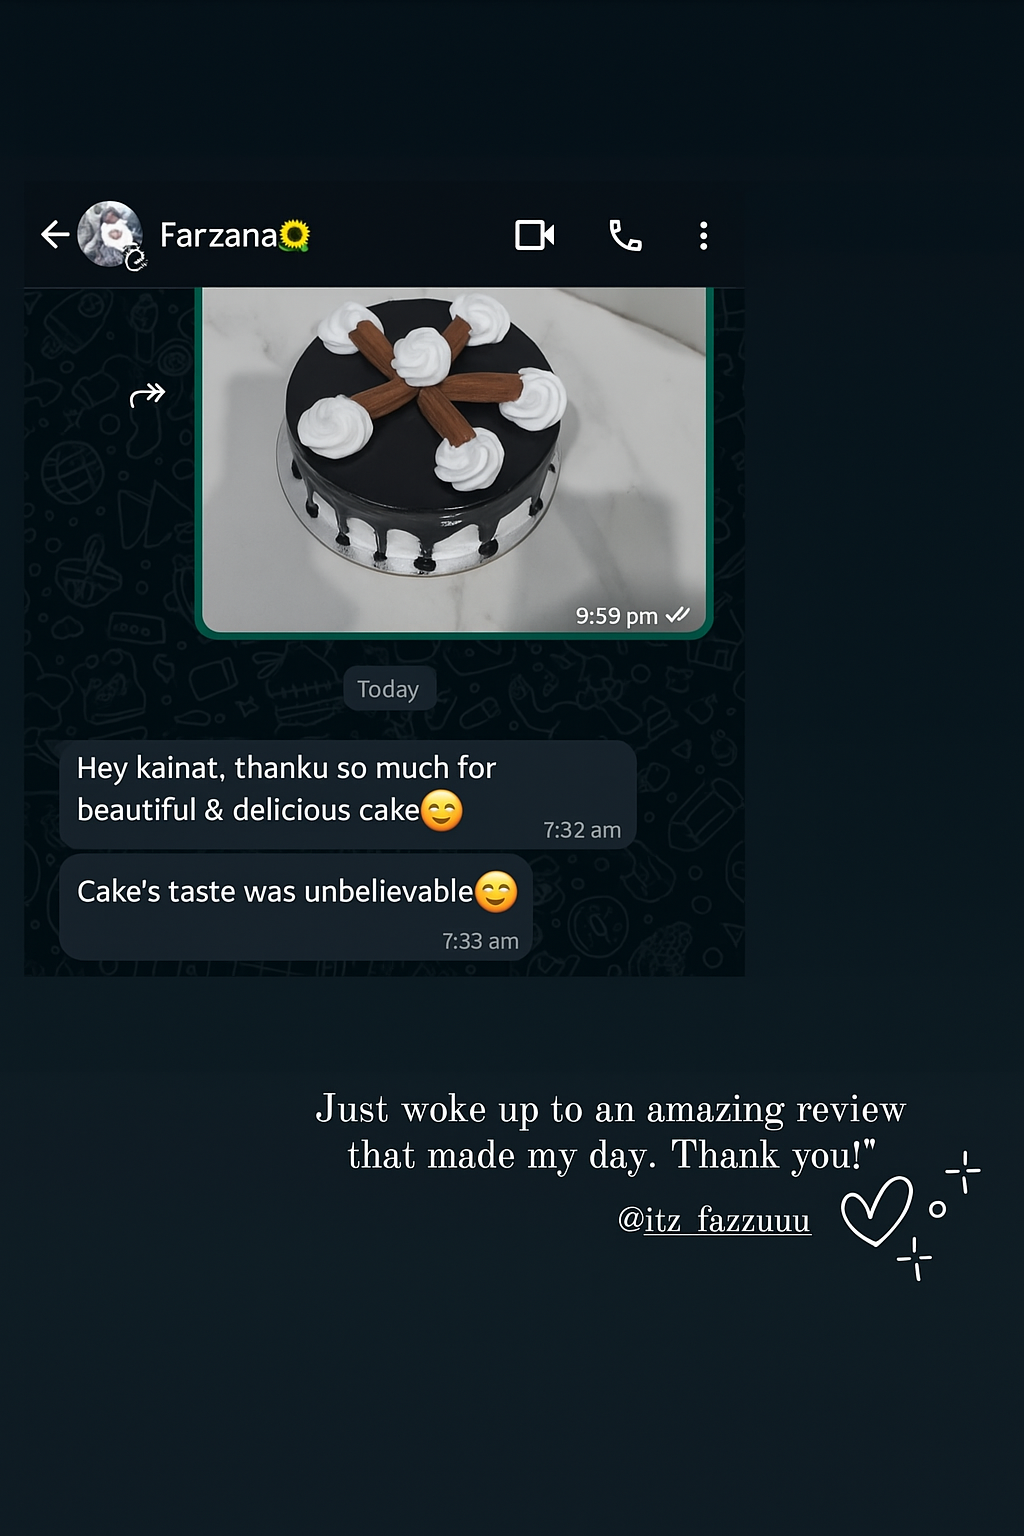 Farzana🌻
9:59 pm
Today
Hey kainat, thanku so much for
beautiful & delicious cake😊
7:32 am
Cake's taste was unbelievable😊
7:33 am
Just woke up to an amazing review
that made my day. Thank you!"
@itz_fazzuuu